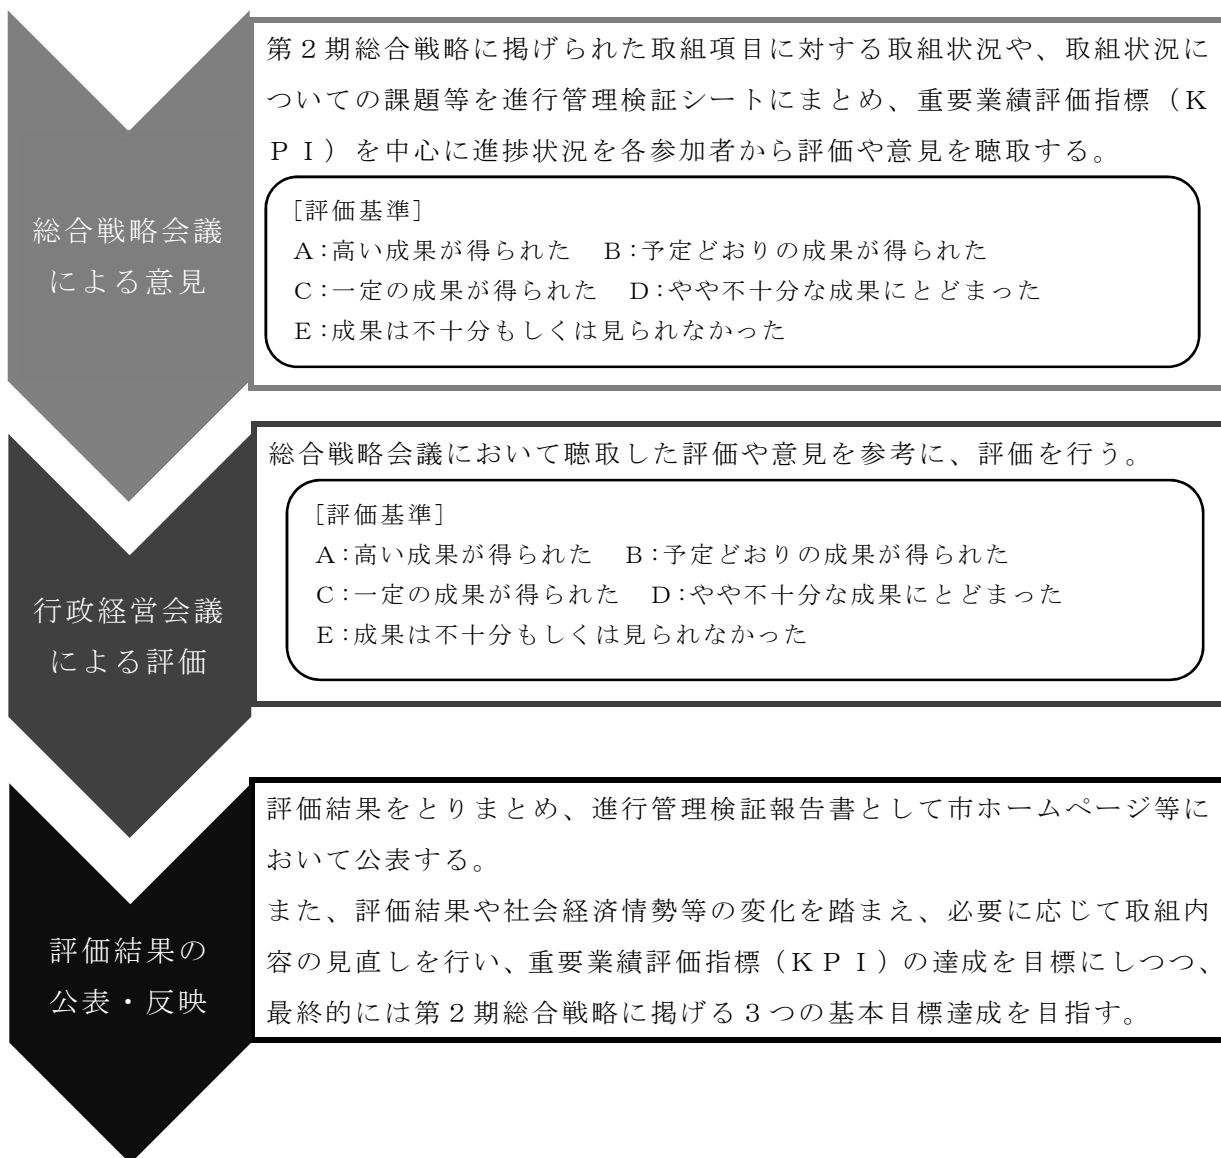 総合戦略会議
による意見
第２期総合戦略に掲げられた取組項目に対する取組状況や、取組状況に
ついての課題等を進行管理検証シートにまとめ、重要業績評価指標（Ｋ
ＰＩ）を中心に進捗状況を各参加者から評価や意見を聴取する。
［評価基準］
Ａ：高い成果が得られた　Ｂ：予定どおりの成果が得られた
Ｃ：一定の成果が得られた　Ｄ：やや不十分な成果にとどまった
Ｅ：成果は不十分もしくは見られなかった
行政経営会議
による評価
総合戦略会議において聴取した評価や意見を参考に、評価を行う。
［評価基準］
Ａ：高い成果が得られた　Ｂ：予定どおりの成果が得られた
Ｃ：一定の成果が得られた　Ｄ：やや不十分な成果にとどまった
Ｅ：成果は不十分もしくは見られなかった
評価結果の
公表・反映
評価結果をとりまとめ、進行管理検証報告書として市ホームページ等に
おいて公表する。
また、評価結果や社会経済情勢等の変化を踏まえ、必要に応じて取組内
容の見直しを行い、重要業績評価指標（ＫＰＩ）の達成を目標にしつつ、
最終的には第２期総合戦略に掲げる３つの基本目標達成を目指す。